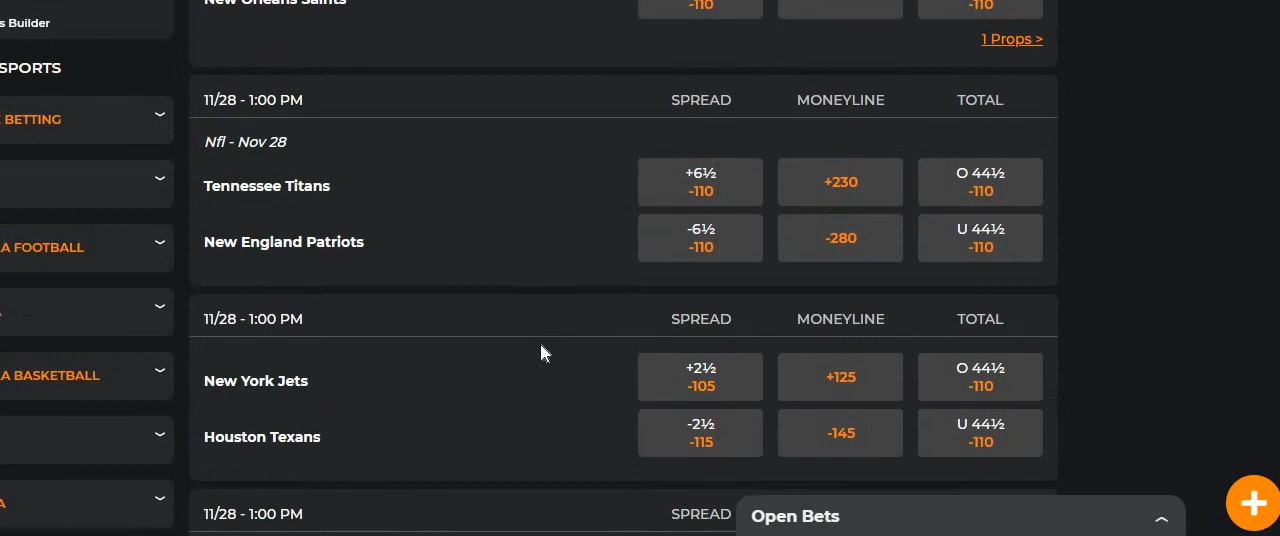 New Orleans Saints
-110
-110
s Builder
1 Props >
SPORTS
11/28 - 1:00 PM SPREAD MONEYLINE TOTAL
BETTING
Nfl - Nov 28
Tennessee Titans
+6½
-110
+230
O 44½
-110
New England Patriots
-6½
-110
-280
U 44½
-110
A FOOTBALL
11/28 - 1:00 PM SPREAD MONEYLINE TOTAL
New York Jets
+2½
-105
+125
O 44½
-110
A BASKETBALL
Houston Texans
-2½
-115
-145
U 44½
-110
A
11/28 - 1:00 PM SPREAD
Open Bets